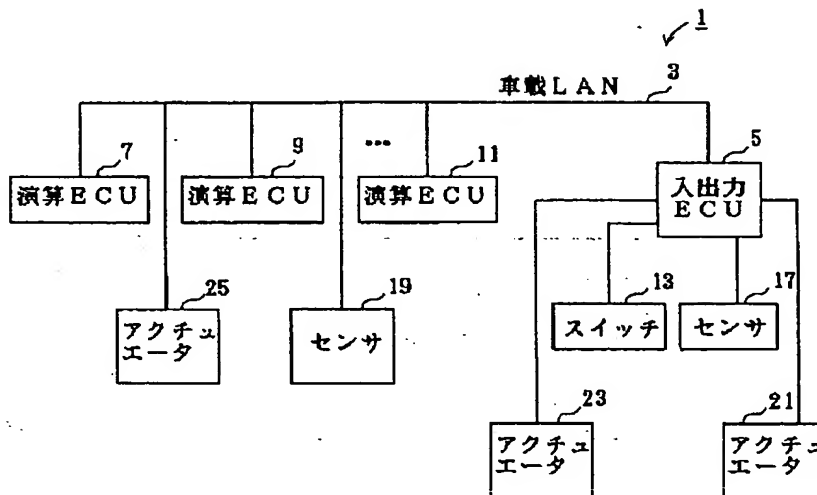 1
車載LAN 3
7 9 … 11 5
演算ECU 演算ECU 演算ECU 入出力
ECU
25 19 13 17
アクチュ
エータ
センサ スイッチ センサ
23 21
アクチュ
エータ
アクチュ
エータ